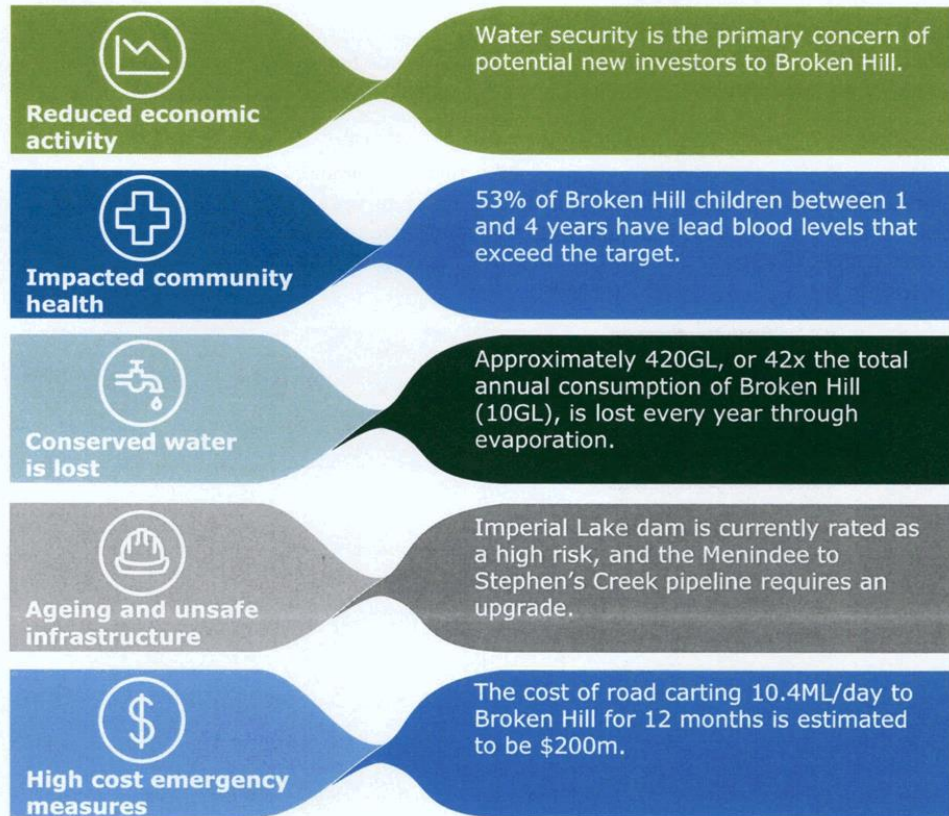 Reduced economic
activity
Water security is the primary concern of
potential new investors to Broken Hill.
Impacted community
health
53% of Broken Hill children between 1
and 4 years have lead blood levels that
exceed the target.
Conserved water
is lost
Approximately 420GL, or 42x the total
annual consumption of Broken Hill
(10GL), is lost every year through
evaporation.
Ageing and unsafe
infrastructure
Imperial Lake dam is currently rated as
a high risk, and the Menindee to
Stephen's Creek pipeline requires an
upgrade.
High cost emergency
measures
The cost of road carting 10.4ML/day to
Broken Hill for 12 months is estimated
to be $200m.